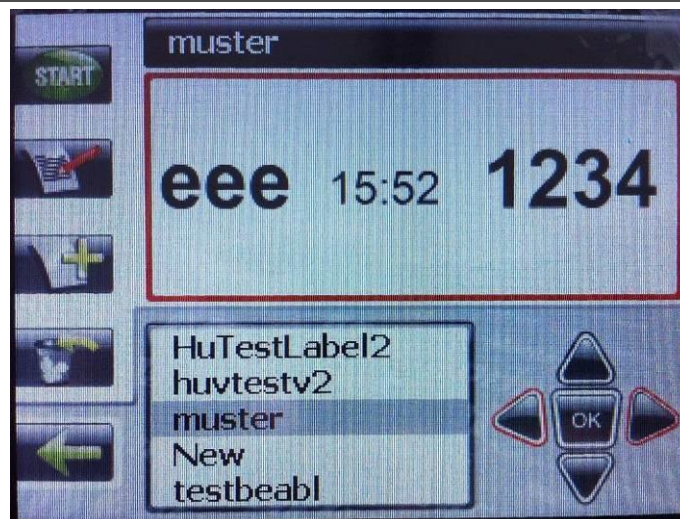 START
muster
eee 15:52 1234
HuTestLabel2
huvtestv2
muster
New
testbeabl
OK